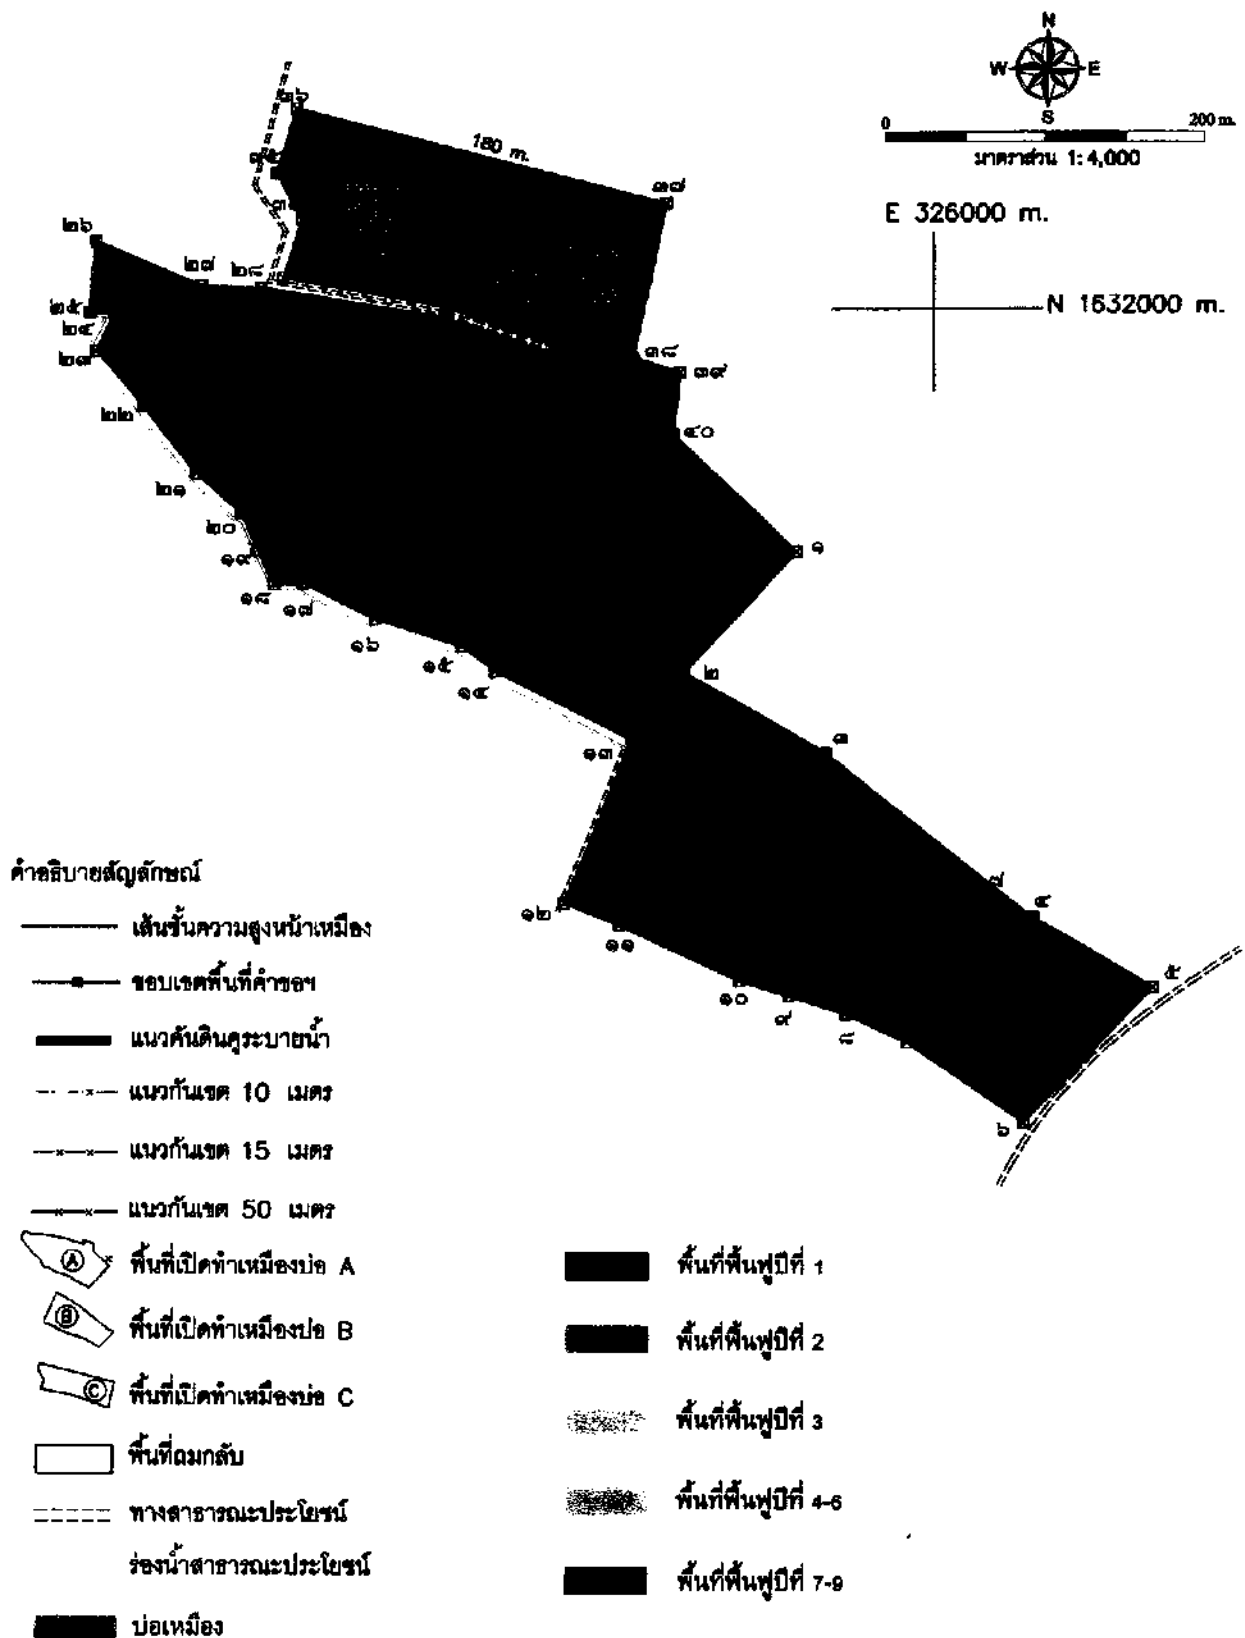 N
W E
S
0 200 m.
มาตราส่วน 1:4,000
E 326000 m.
N 1632000 m.
180 m.
๓๗
๒๖
๒๗
๒๘
๒๕
๒๔
๒๓
๓๘
๓๙
๒๒
๔๐
๒๑
๒๐
๑๙
๑
๑๘
๑๗
๑๖
๑๕
๑๔
๒
๓
๑๓
๗
๔
๑๒
๑๑
๕
๑๐
๙
๘
๖
คำอธิบายสัญลักษณ์
เส้นชั้นความสูงหน้าเหมือง
ขอบเขตพื้นที่คำขอฯ
แนวคันดินคูระบายน้ำ
แนวกันเขต 10 เมตร
แนวกันเขต 15 เมตร
แนวกันเขต 50 เมตร
A พื้นที่เปิดทำเหมืองบ่อ A
B พื้นที่เปิดทำเหมืองบ่อ B
C พื้นที่เปิดทำเหมืองบ่อ C
พื้นที่ถมกลับ
ทางสาธารณะประโยชน์
ร่องน้ำสาธารณะประโยชน์
บ่อเหมือง
พื้นที่ฟื้นฟูปีที่ 1
พื้นที่ฟื้นฟูปีที่ 2
พื้นที่ฟื้นฟูปีที่ 3
พื้นที่ฟื้นฟูปีที่ 4-6
พื้นที่ฟื้นฟูปีที่ 7-9